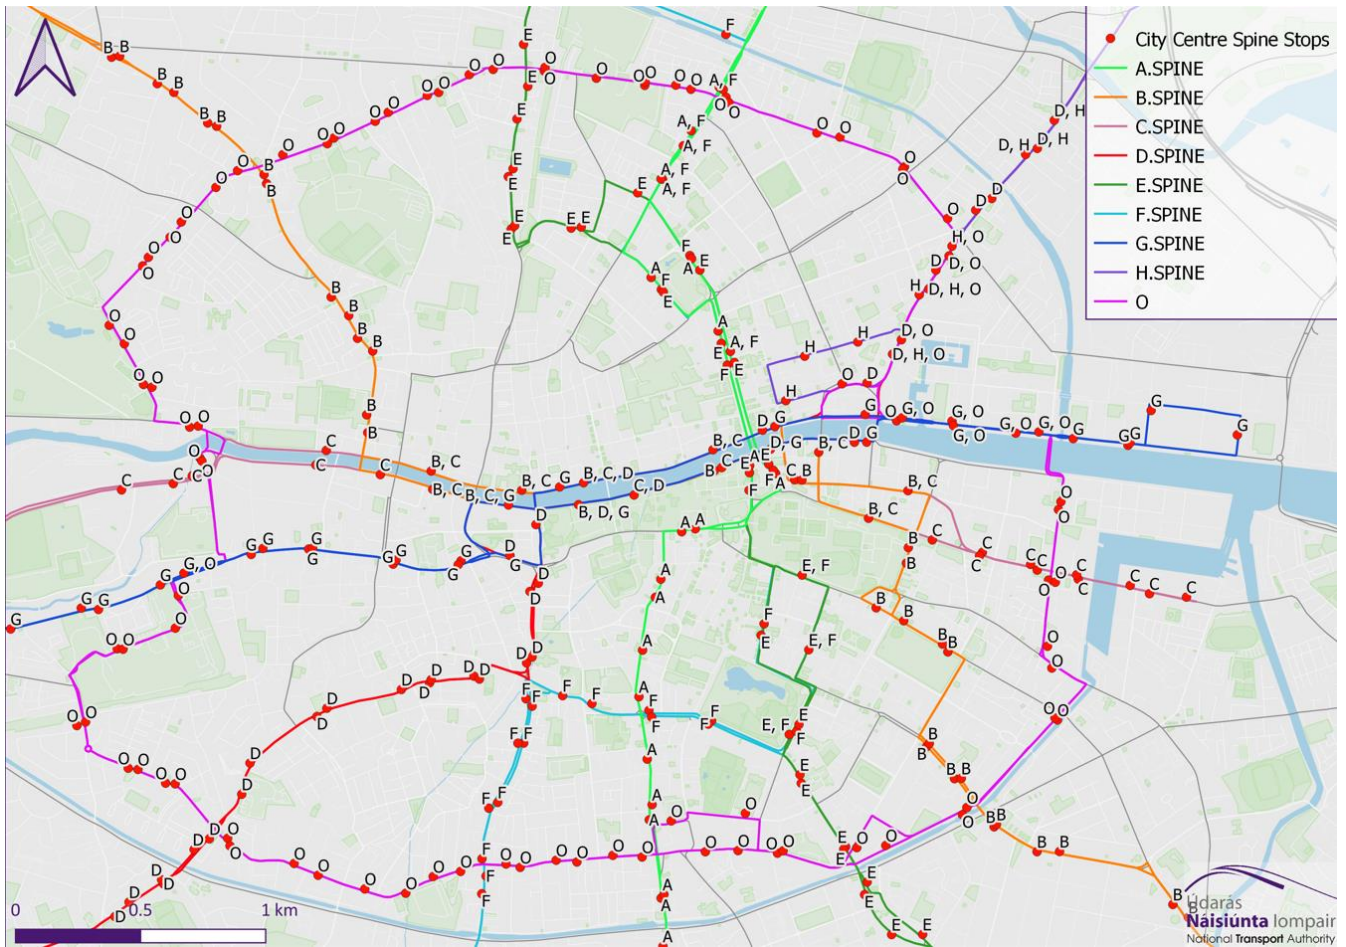 City Centre Spine Stops
A.SPINE
B.SPINE
C.SPINE
D.SPINE
E.SPINE
F.SPINE
G.SPINE
H.SPINE
O
F
E
B B
B B
B B
O O
O O
O O
O O
O
O
E
O O
O O
A, F
O O
E
A, F
A, F
O O
D, H
D, H
D, H
O
O
O
B
B
E
E
E
A, F
A, F
O
O
D
D
O
H, O
D
D, O
H
D, H, O
O
O
O
O
E
E E
F
A
E
A
F
E
B
B
B
B
O
O
O O
A
A, F
E
E
F
H
H
D, O
D, H, O
H
O
D
O O
B
B
D
G
G
O
G, O
G, O
G, O
G, O
G, O
G
G
G
G G
C
C
C
B, C
B, C
B, C
D
G
B, C
D
G
C
C
O
O
B, C
B, C, G
B, C
G
B, C, D
C, D
B, D, G
B
C
E
A
E
F
F
A
C B
B, C
B, C
O
O
D
A A
B
B
C
C
C
C C
O
O
C
C
C
C
C
G G
G
G
G G
G
G
D
G
D
D
G
G, O
O
G G
G
O
O O
A
A
E, F
F
E
E, F
B
B
B B
O
O
D D
D D
D
D
D
D
F F
F
F
A
F
F
F
F
E, F
E
F
O O
A
O O
O O
O O
D
D
F F
E
E
B
B
B B
O
O
B B
F F
A
A
O
O
D
D
O
O
O
O
O
O
O
F
F
F
O O
O O
O
O
O
O O
E
E
O
O
B B
D
D
D
D
A
A
A
E
E
E
E
B
B
0
0.5
1 km
Údarás
Náisiúnta Iompair
National Transport Authority